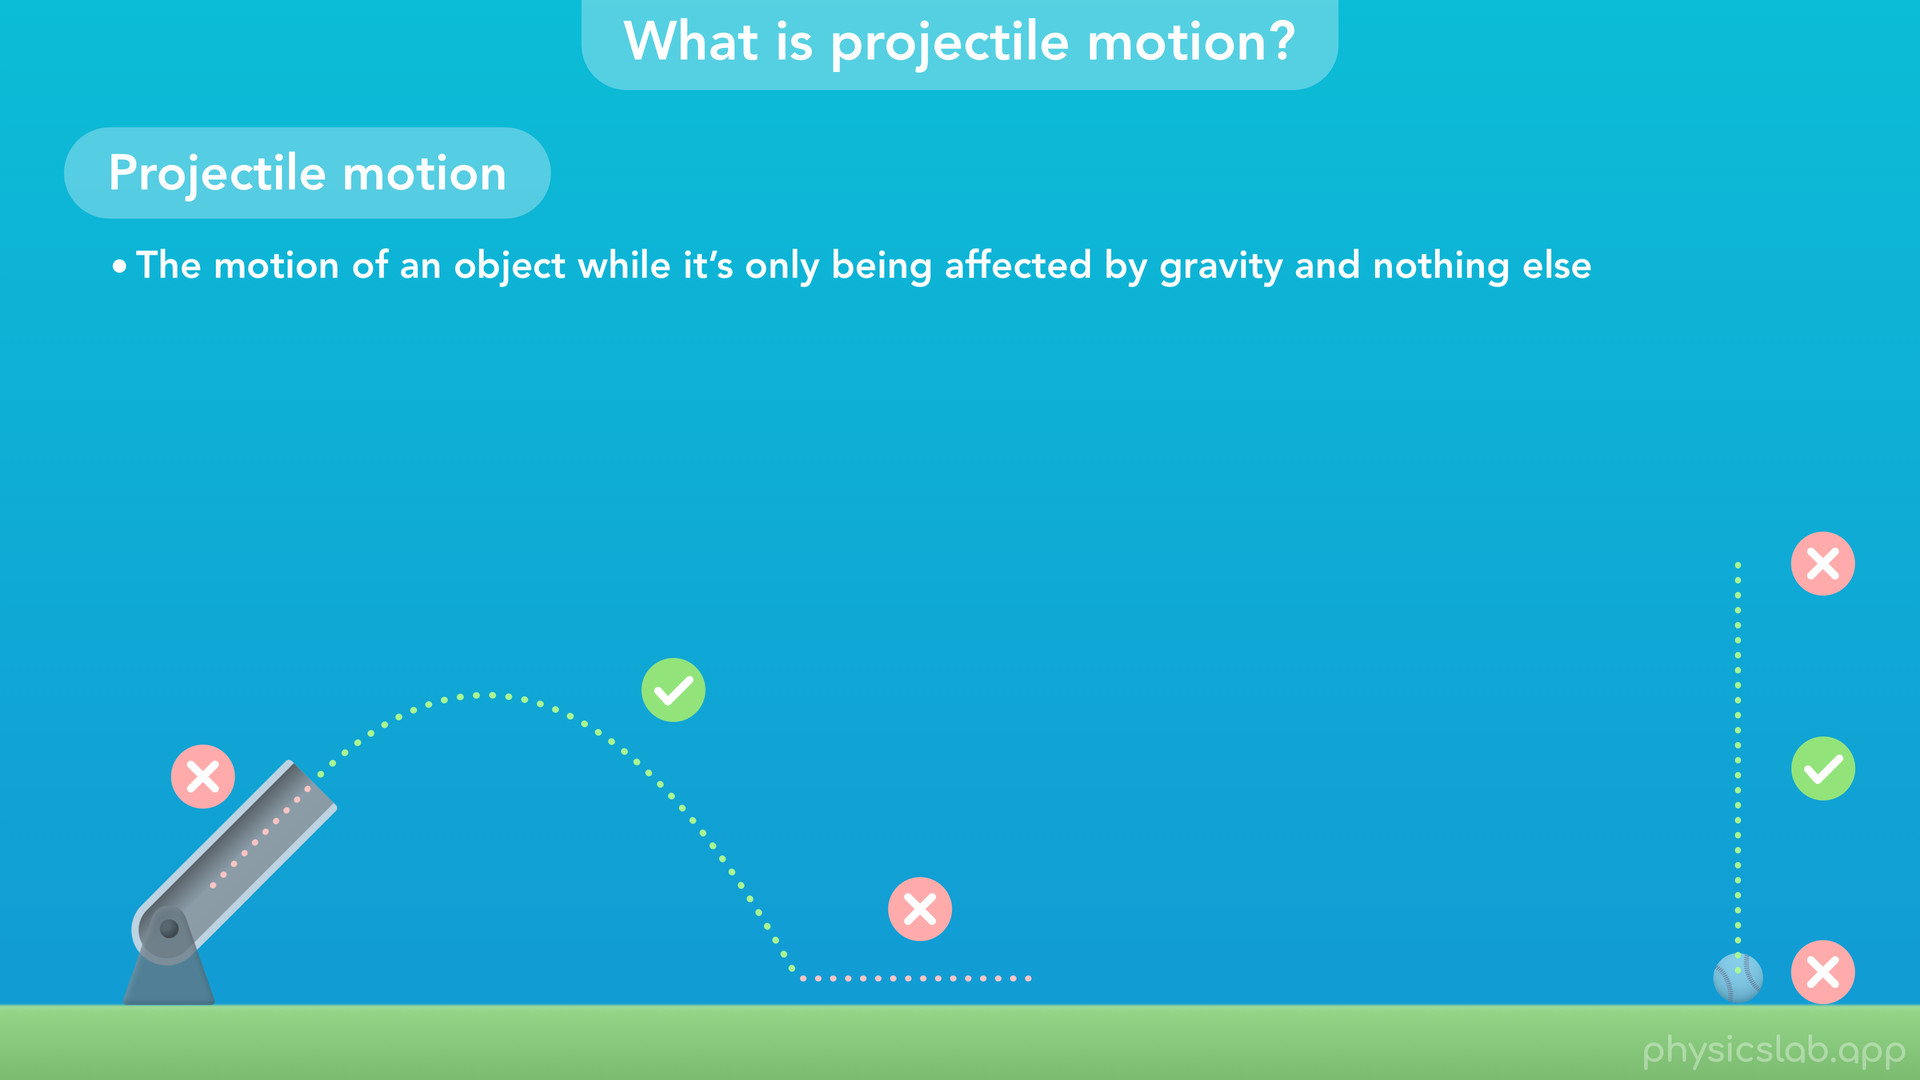 What is projectile motion?
Projectile motion
• The motion of an object while it’s only being affected by gravity and nothing else
physicslab.app